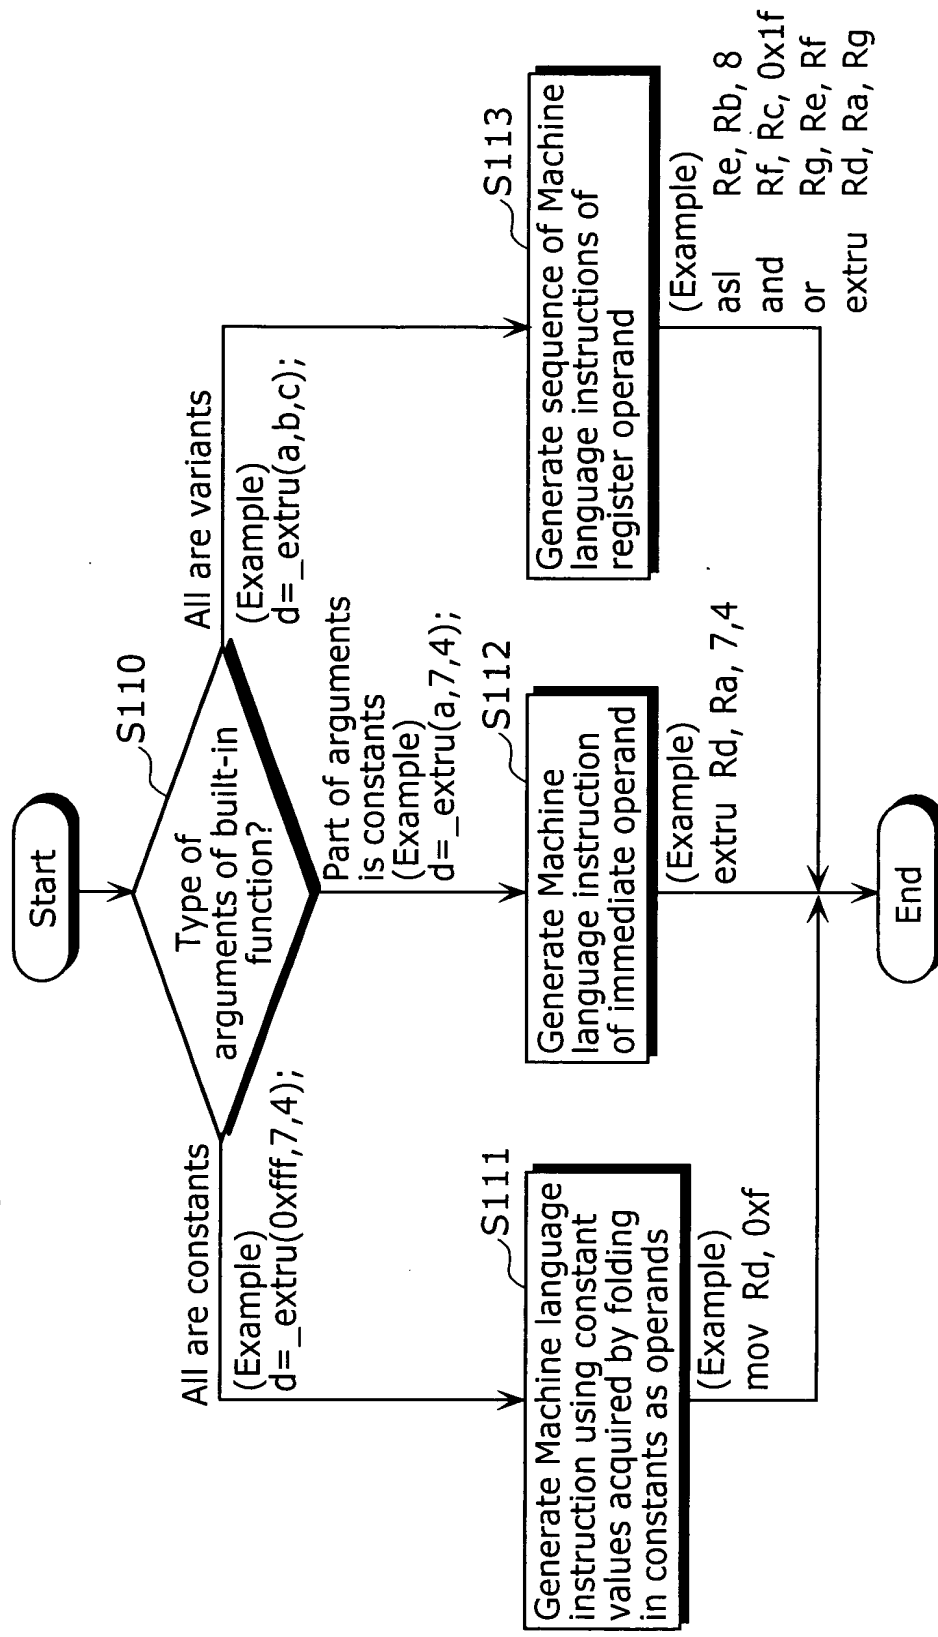 Start
S110
Type of
arguments of built-in
function?
All are constants
(Example)
d=_extru(0xfff,7,4);
Part of arguments
is constants
(Example)
d=_extru(a,7,4);
All are variants
(Example)
d=_extru(a,b,c);
S111
Generate Machine language
instruction using constant
values acquired by folding
in constants as operands
(Example)
mov Rd, 0xf
S112
Generate Machine
language instruction
of immediate operand
(Example)
extru Rd, Ra, 7,4
S113
Generate sequence of Machine
language instructions of
register operand
(Example)
asl Re, Rb, 8
and Rf, Rc, 0x1f
or Rg, Re, Rf
extru Rd, Ra, Rg
End